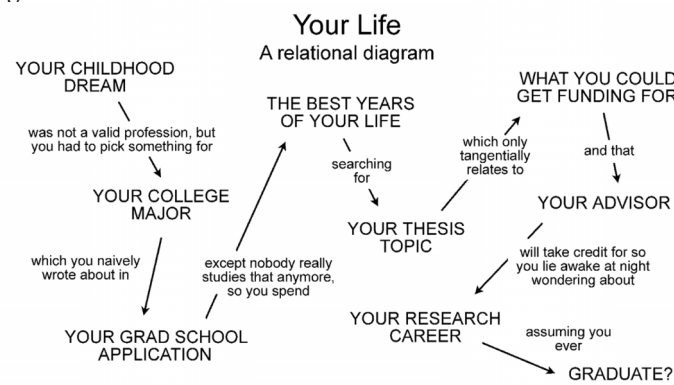 Your Life
A relational diagram
YOUR CHILDHOOD
DREAM
was not a valid profession, but
you had to pick something for
YOUR COLLEGE
MAJOR
which you naively
wrote about in
YOUR GRAD SCHOOL
APPLICATION
except nobody really
studies that anymore,
so you spend
THE BEST YEARS
OF YOUR LIFE
searching
for
YOUR THESIS
TOPIC
which only
tangentially
relates to
WHAT YOU COULD
GET FUNDING FOR
and that
YOUR ADVISOR
will take credit for so
you lie awake at night
wondering about
YOUR RESEARCH
CAREER
assuming you
ever
GRADUATE?